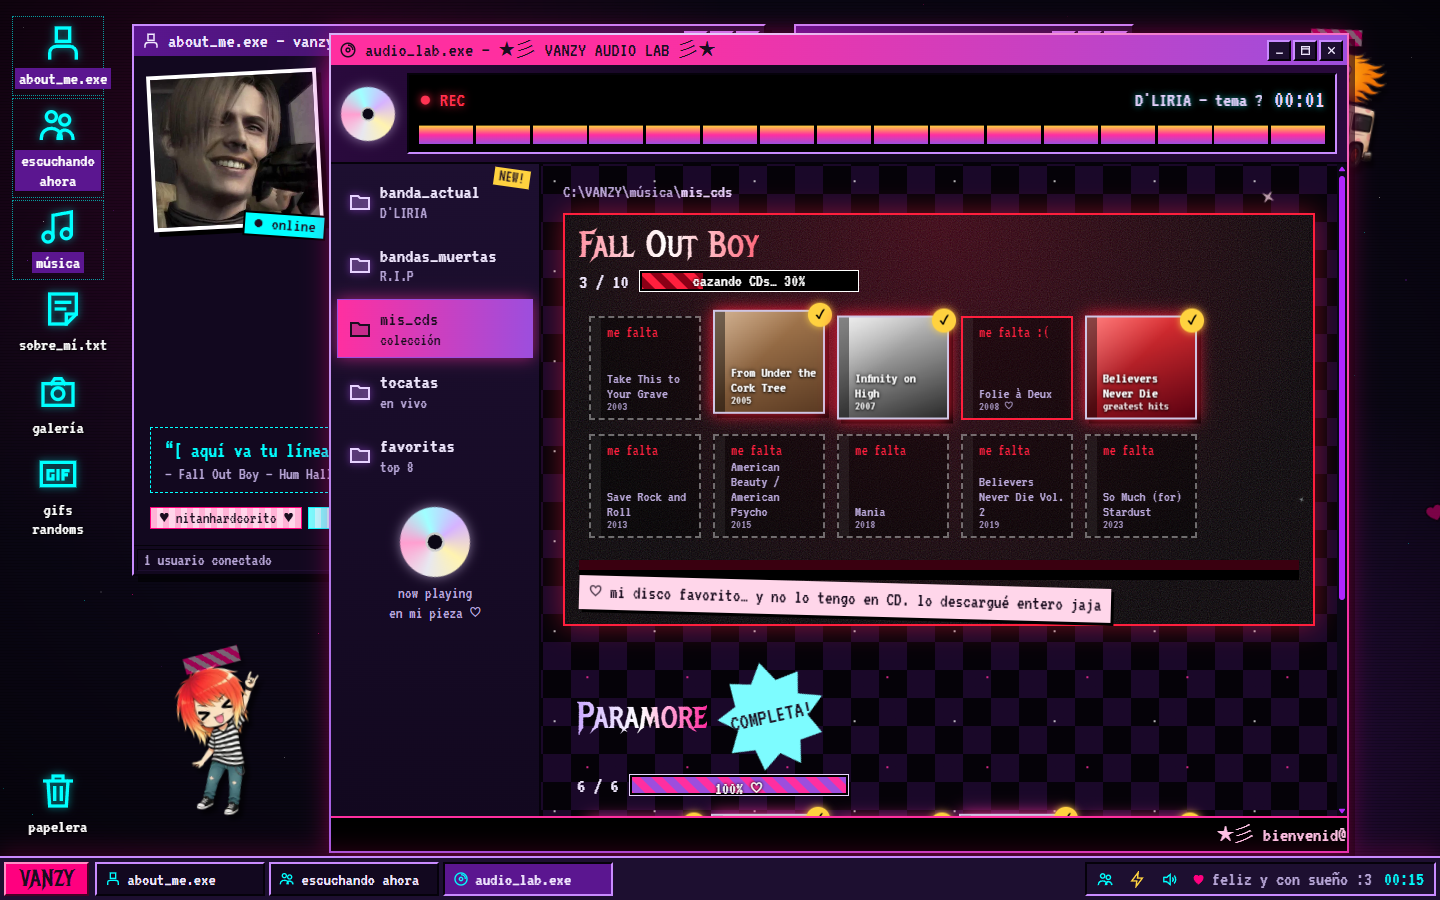 about_me.exe
escuchando
ahora
música
sobre_mí.txt
galería
GIF
gifs
randoms
papelera
about_me.exe - vanzy
online
“[ aquí va tu línea
– Fall Out Boy – Hum Hal
♥ nitanhardcorito ♥
1 usuario conectado
audio_lab.exe – ★彡 VANZY AUDIO LAB 彡★
● REC
D'LIRIA – tema ? 00:01
NEW!
banda_actual
D'LIRIA
bandas_muertas
R.I.P
mis_cds
colección
tocatas
en vivo
favoritas
top 8
now playing
en mi pieza ♡
C:\VANZY\música\mis_cds
Fall Out Boy
3 / 10
cazando CDs… 30%
me falta
Take This to
Your Grave
2003
✓
From Under the
Cork Tree
2005
✓
Infinity on
High
2007
me falta :(
Folie à Deux
2008 ♡
✓
Believers
Never Die
greatest hits
me falta
Save Rock and
Roll
2013
me falta
American
Beauty /
American
Psycho
2015
me falta
Mania
2018
me falta
Believers
Never Die Vol.
2
2019
me falta
So Much (for)
Stardust
2023
♡ mi disco favorito… y no lo tengo en CD. lo descargué entero jaja
Paramore
COMPLETA!
6 / 6
100% ♡
★彡 bienvenid@
VANZY
about_me.exe
escuchando ahora
audio_lab.exe
♥ feliz y con sueño :3 00:15